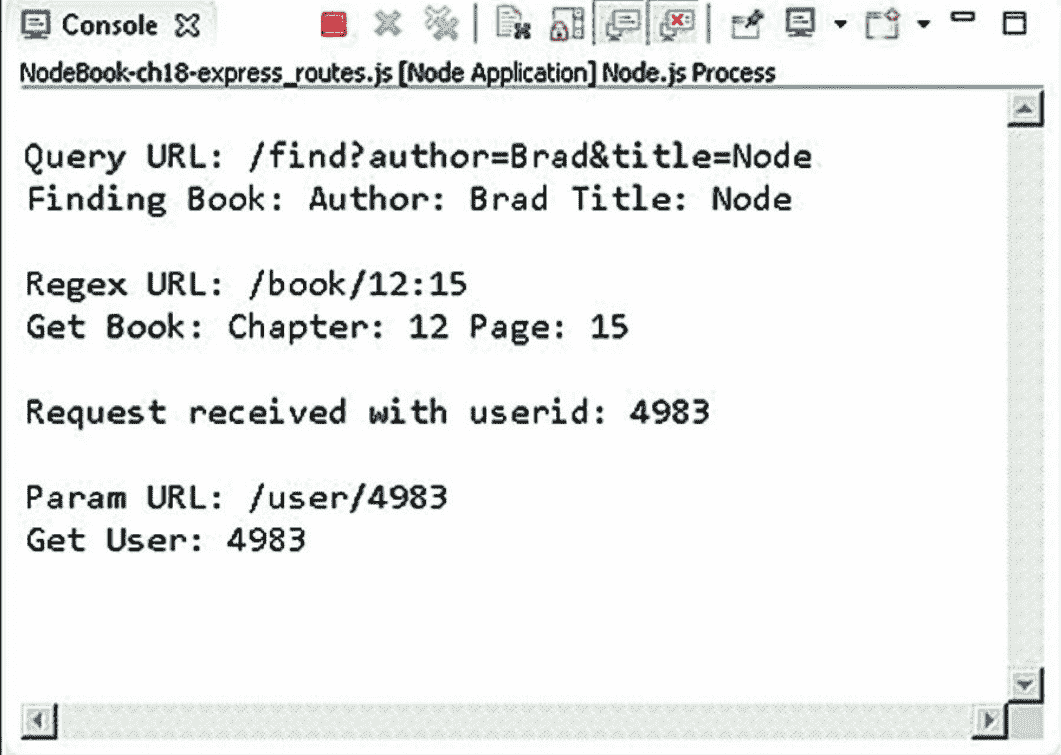 Console
NodeBook-ch18-express_routes.js [Node Application] Node.js Process
Query URL: /find?author=Brad&title=Node
Finding Book: Author: Brad Title: Node
Regex URL: /book/12:15
Get Book: Chapter: 12 Page: 15
Request received with userid: 4983
Param URL: /user/4983
Get User: 4983